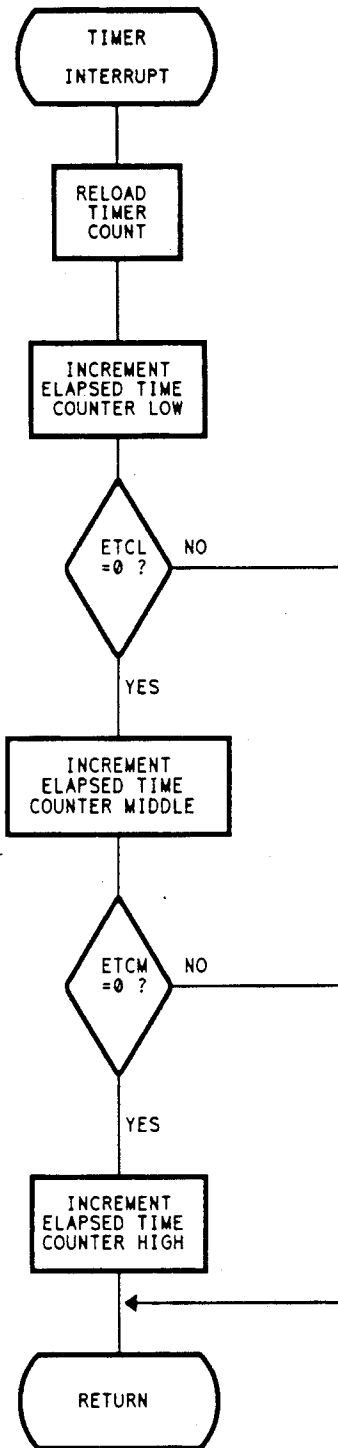 TIMER
INTERRUPT
RELOAD
TIMER
COUNT
INCREMENT
ELAPSED TIME
COUNTER LOW
ETCL
=0 ?
NO
YES
INCREMENT
ELAPSED TIME
COUNTER MIDDLE
ETCM
=0 ?
NO
YES
INCREMENT
ELAPSED TIME
COUNTER HIGH
RETURN